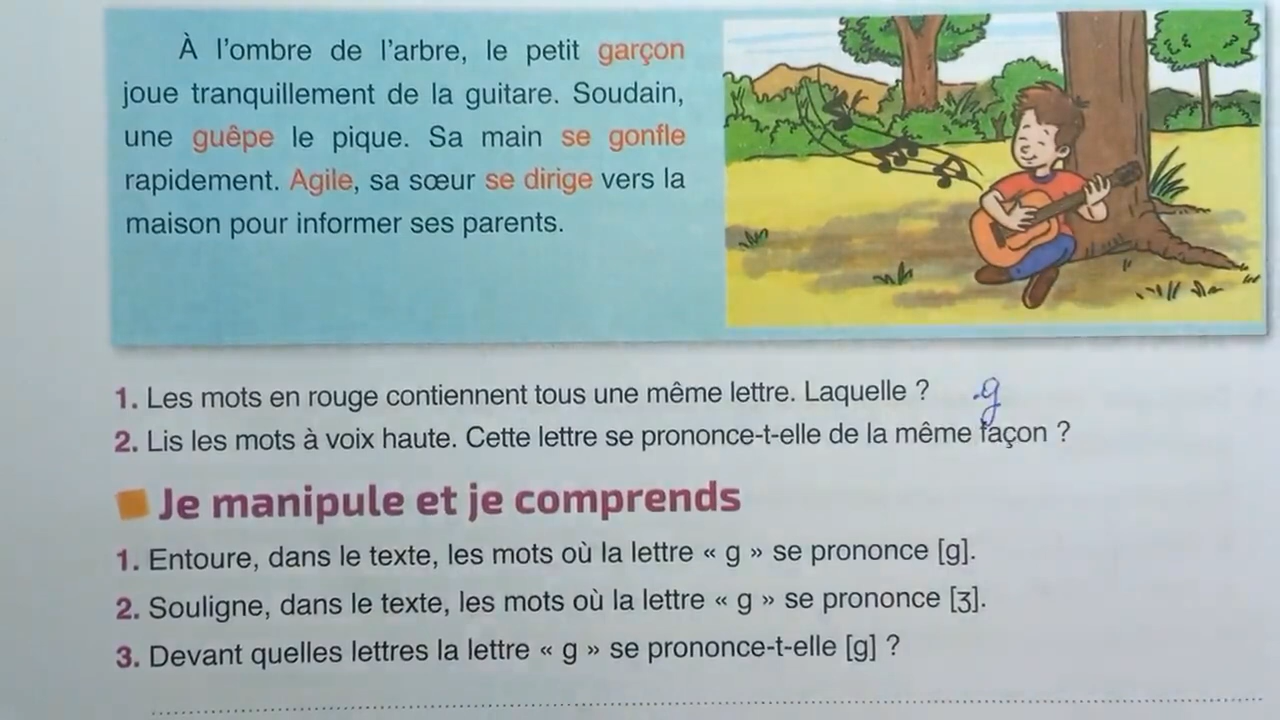 À l'ombre de l'arbre, le petit garçon
joue tranquillement de la guitare. Soudain,
une guêpe le pique. Sa main se gonfle
rapidement. Agile, sa sœur se dirige vers la
maison pour informer ses parents.
1. Les mots en rouge contiennent tous une même lettre. Laquelle ? g
2. Lis les mots à voix haute. Cette lettre se prononce-t-elle de la même façon ?
Je manipule et je comprends
1. Entoure, dans le texte, les mots où la lettre « g » se prononce [g].
2. Souligne, dans le texte, les mots où la lettre « g » se prononce [ʒ].
3. Devant quelles lettres la lettre « g » se prononce-t-elle [g] ?